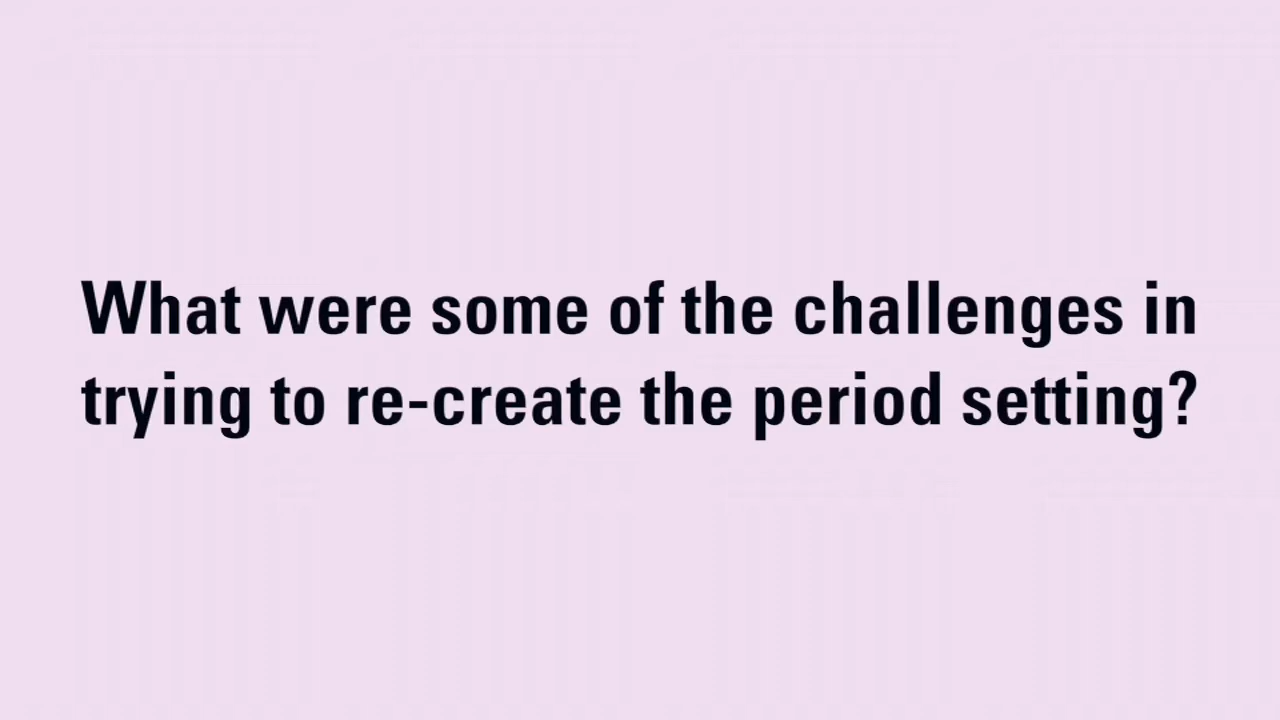 What were some of the challenges in
trying to re-create the period setting?